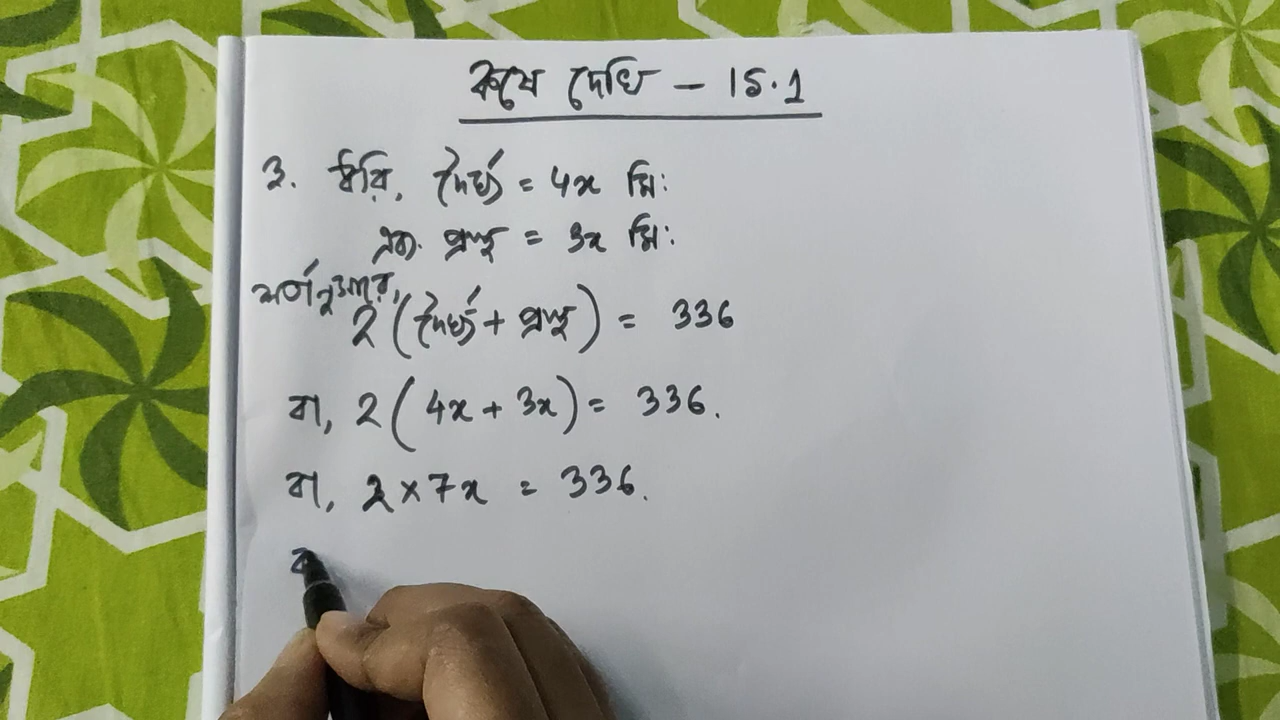 কষে দেখি – 15.1
3. ধরি, দৈর্ঘ্য = 4x মি:
এবং প্রস্থ = 3x মি:
শর্তানুসারে,
2 (দৈর্ঘ্য + প্রস্থ) = 336
বা, 2 (4x + 3x) = 336.
বা, 2 × 7x = 336.
ব